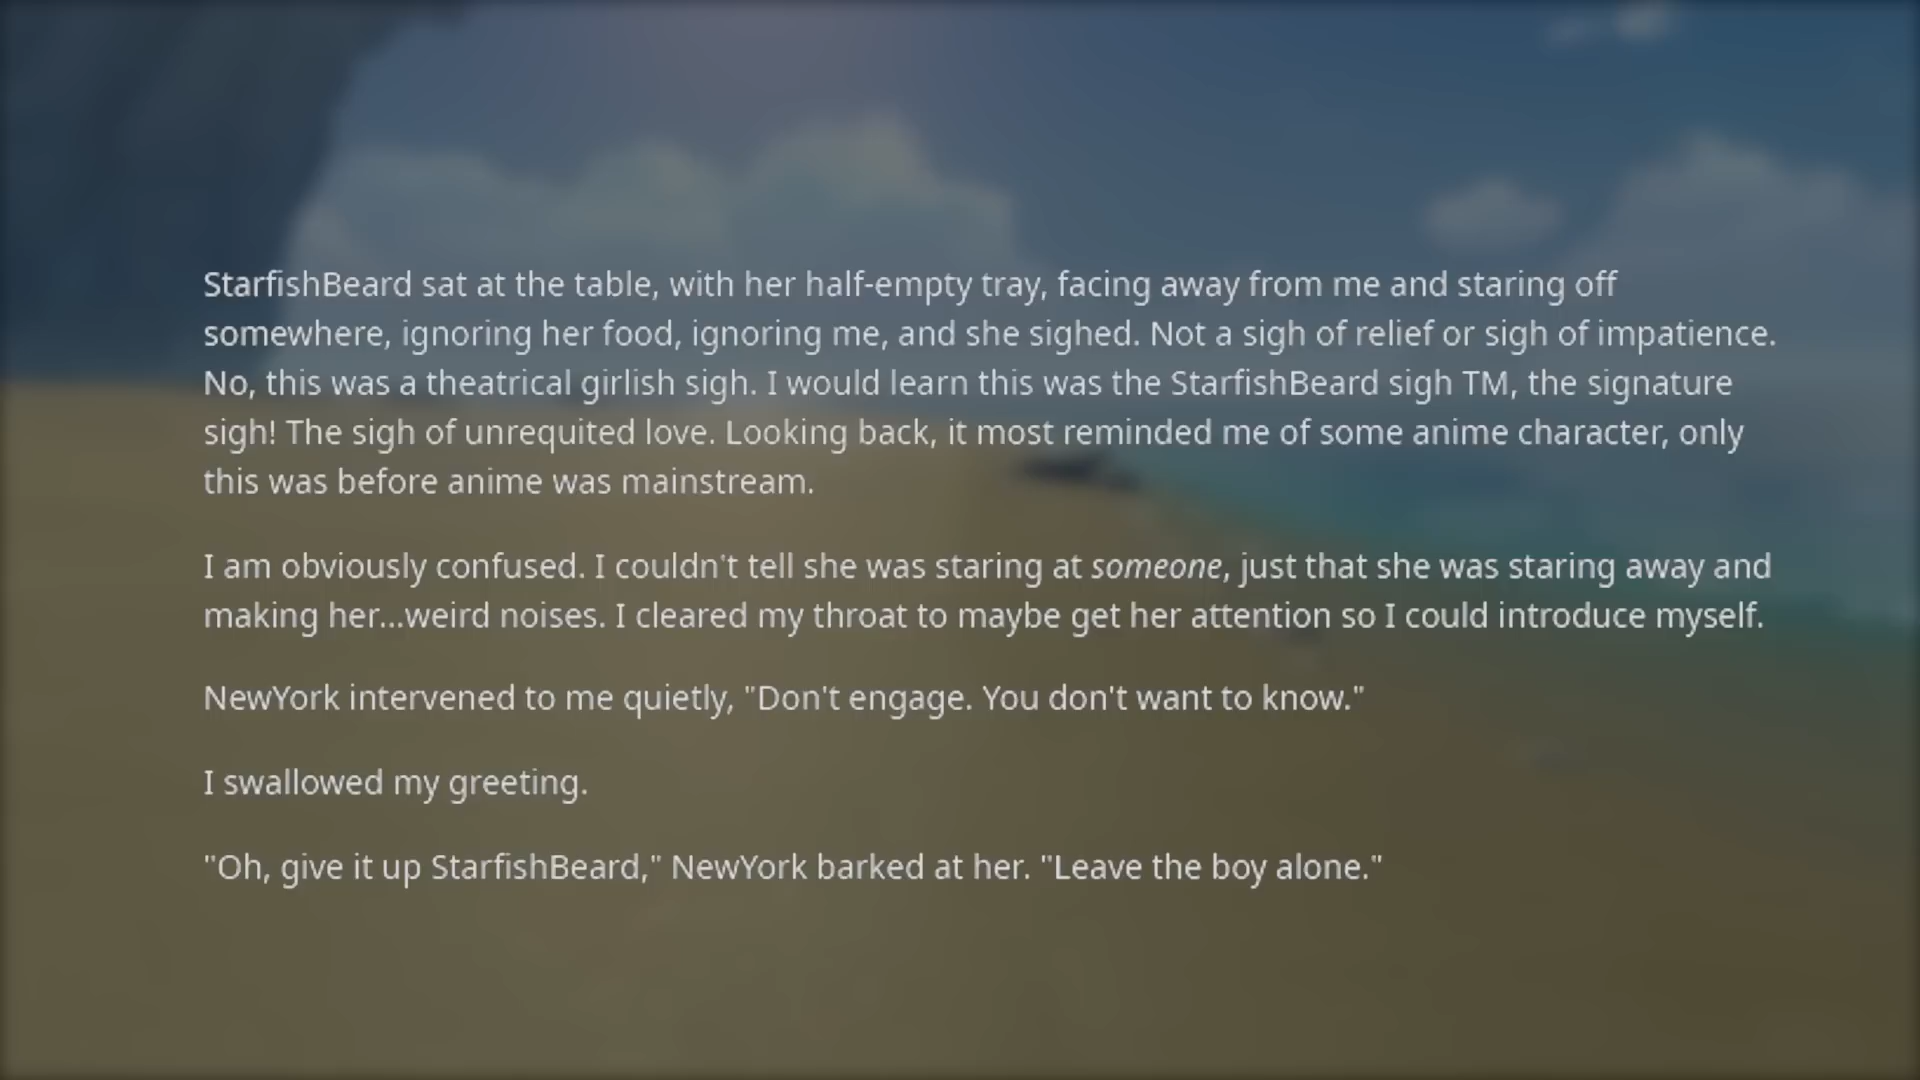 StarfishBeard sat at the table, with her half-empty tray, facing away from me and staring off
somewhere, ignoring her food, ignoring me, and she sighed. Not a sigh of relief or sigh of impatience.
No, this was a theatrical girlish sigh. I would learn this was the StarfishBeard sigh TM, the signature
sigh! The sigh of unrequited love. Looking back, it most reminded me of some anime character, only
this was before anime was mainstream.
I am obviously confused. I couldn't tell she was staring at someone, just that she was staring away and
making her...weird noises. I cleared my throat to maybe get her attention so I could introduce myself.
NewYork intervened to me quietly, "Don't engage. You don't want to know."
I swallowed my greeting.
"Oh, give it up StarfishBeard," NewYork barked at her. "Leave the boy alone."